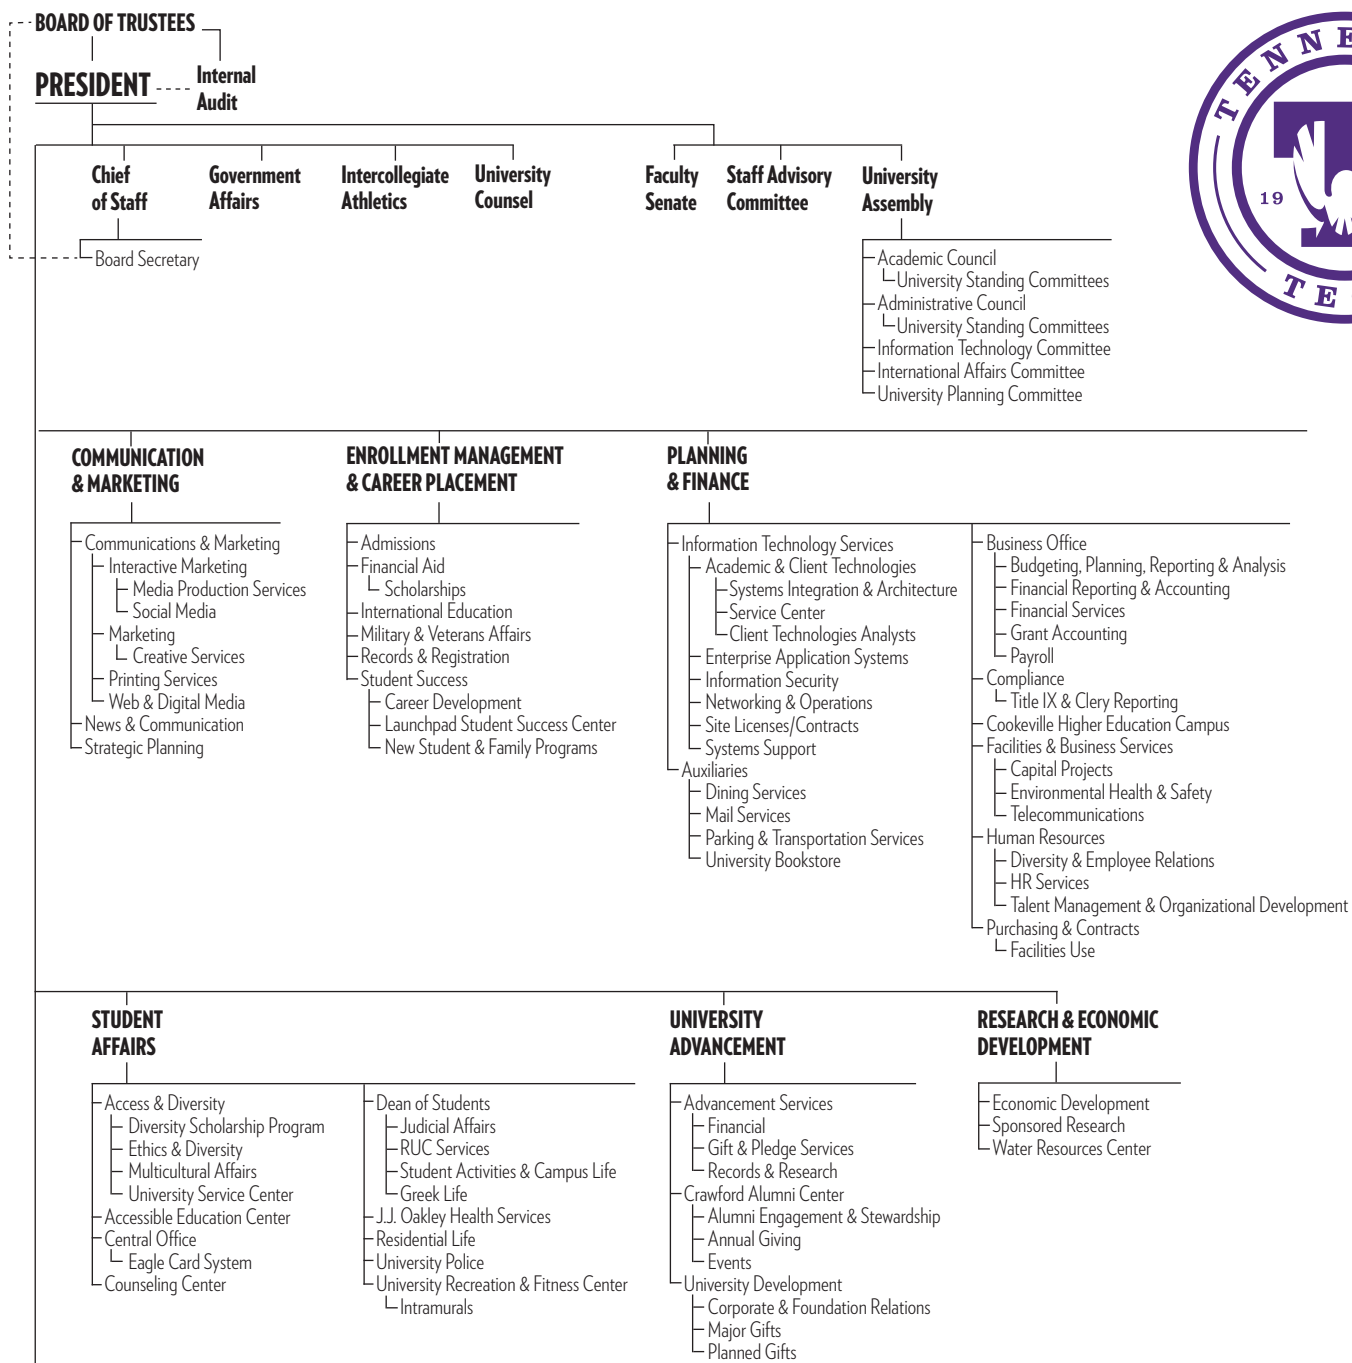 BOARD OF TRUSTEES
PRESIDENT
Internal
Audit
Chief
of Staff
Government
Affairs
Intercollegiate
Athletics
University
Counsel
Faculty
Senate
Staff Advisory
Committee
University
Assembly
Board Secretary
Academic Council
University Standing Committees
Administrative Council
University Standing Committees
Information Technology Committee
International Affairs Committee
University Planning Committee
TENNE
19
TE
COMMUNICATION
& MARKETING
Communications & Marketing
Interactive Marketing
Media Production Services
Social Media
Marketing
Creative Services
Printing Services
Web & Digital Media
News & Communication
Strategic Planning
ENROLLMENT MANAGEMENT
& CAREER PLACEMENT
Admissions
Financial Aid
Scholarships
International Education
Military & Veterans Affairs
Records & Registration
Student Success
Career Development
Launchpad Student Success Center
New Student & Family Programs
PLANNING
& FINANCE
Information Technology Services
Academic & Client Technologies
Systems Integration & Architecture
Service Center
Client Technologies Analysts
Enterprise Application Systems
Information Security
Networking & Operations
Site Licenses/Contracts
Systems Support
Auxiliaries
Dining Services
Mail Services
Parking & Transportation Services
University Bookstore
Business Office
Budgeting, Planning, Reporting & Analysis
Financial Reporting & Accounting
Financial Services
Grant Accounting
Payroll
Compliance
Title IX & Clery Reporting
Cookeville Higher Education Campus
Facilities & Business Services
Capital Projects
Environmental Health & Safety
Telecommunications
Human Resources
Diversity & Employee Relations
HR Services
Talent Management & Organizational Development
Purchasing & Contracts
Facilities Use
STUDENT
AFFAIRS
Access & Diversity
Diversity Scholarship Program
Ethics & Diversity
Multicultural Affairs
University Service Center
Accessible Education Center
Central Office
Eagle Card System
Counseling Center
Dean of Students
Judicial Affairs
RUC Services
Student Activities & Campus Life
Greek Life
J.J. Oakley Health Services
Residential Life
University Police
University Recreation & Fitness Center
Intramurals
UNIVERSITY
ADVANCEMENT
Advancement Services
Financial
Gift & Pledge Services
Records & Research
Crawford Alumni Center
Alumni Engagement & Stewardship
Annual Giving
Events
University Development
Corporate & Foundation Relations
Major Gifts
Planned Gifts
RESEARCH & ECONOMIC
DEVELOPMENT
Economic Development
Sponsored Research
Water Resources Center